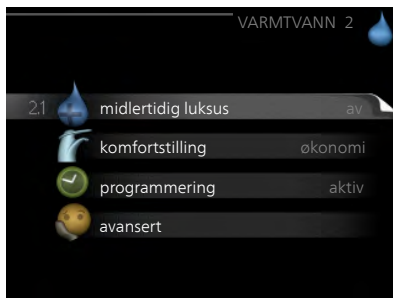 VARMTVANN 2
2.1 midlertidig luksus av
komfortstilling økonomi
programmering aktiv
avansert